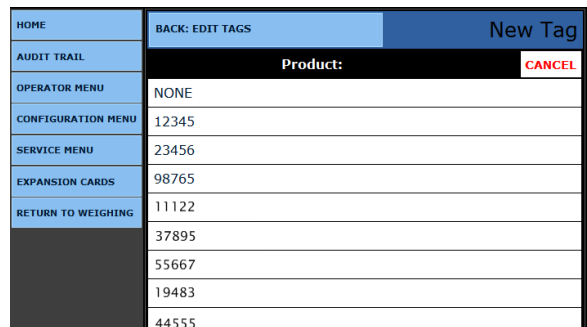 HOME
AUDIT TRAIL
OPERATOR MENU
CONFIGURATION MENU
SERVICE MENU
EXPANSION CARDS
RETURN TO WEIGHING
BACK: EDIT TAGS
New Tag
Product:
CANCEL
NONE
12345
23456
98765
11122
37895
55667
19483
44555